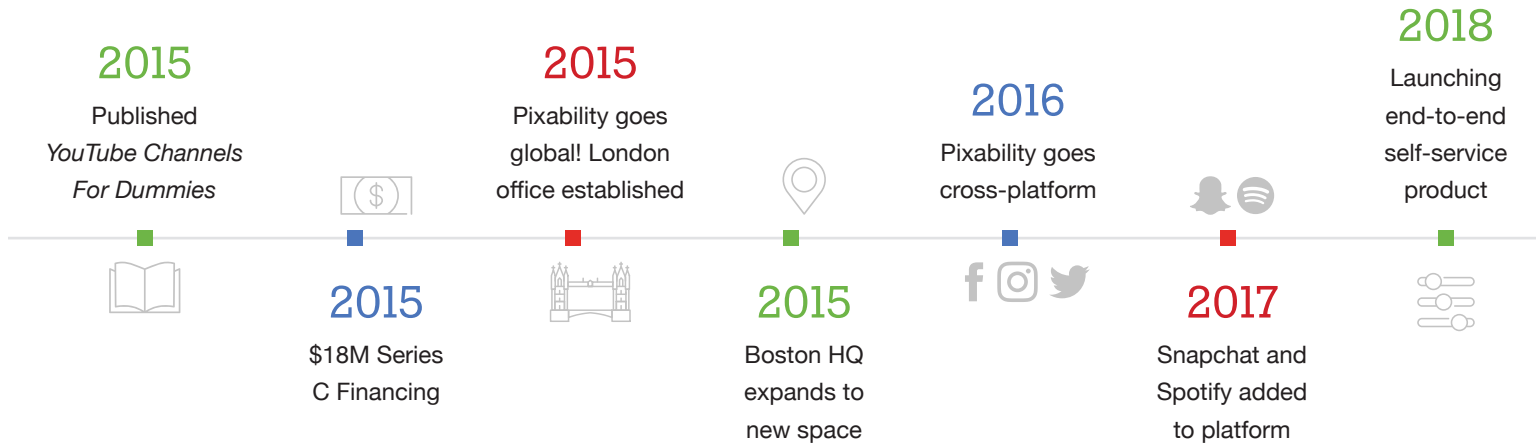 2015
Published
YouTube Channels
For Dummies
$
2015
$18M Series
C Financing
2015
Pixability goes
global! London
office established
2015
Boston HQ
expands to
new space
2016
Pixability goes
cross-platform
2017
Snapchat and
Spotify added
to platform
2018
Launching
end-to-end
self-service
product